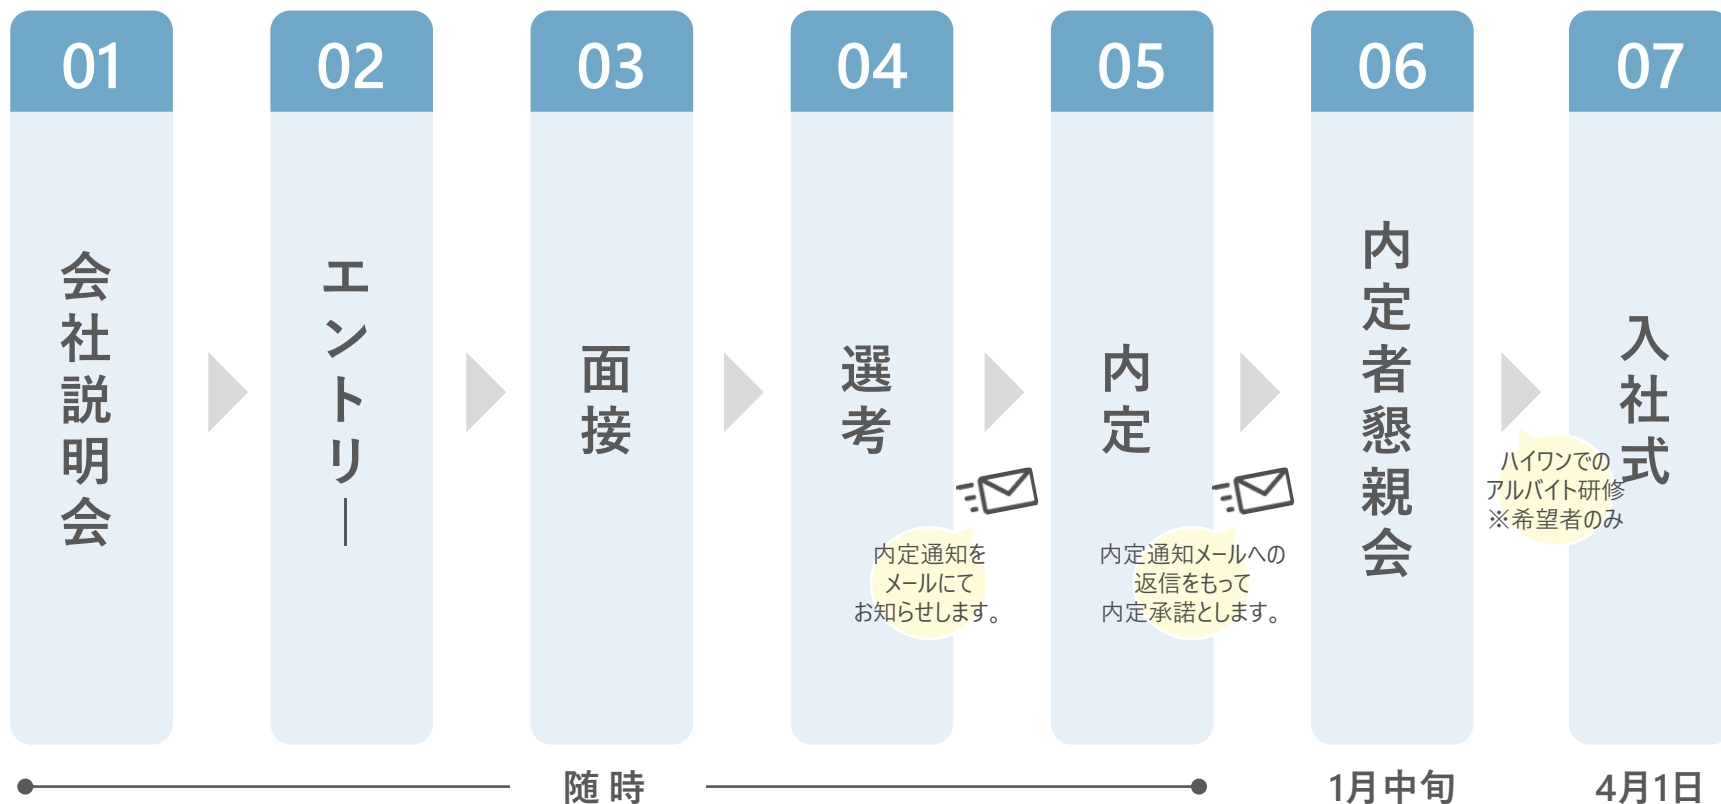 01
会社説明会
02
エントリー
03
面接
04
選考
内定通知を
メールにて
お知らせします。
05
内定
内定通知メールへの
返信をもって
内定承諾とします。
06
内定者懇親会
ハイワンでの
アルバイト研修
※希望者のみ
07
入社式
随時
1月中旬
4月1日